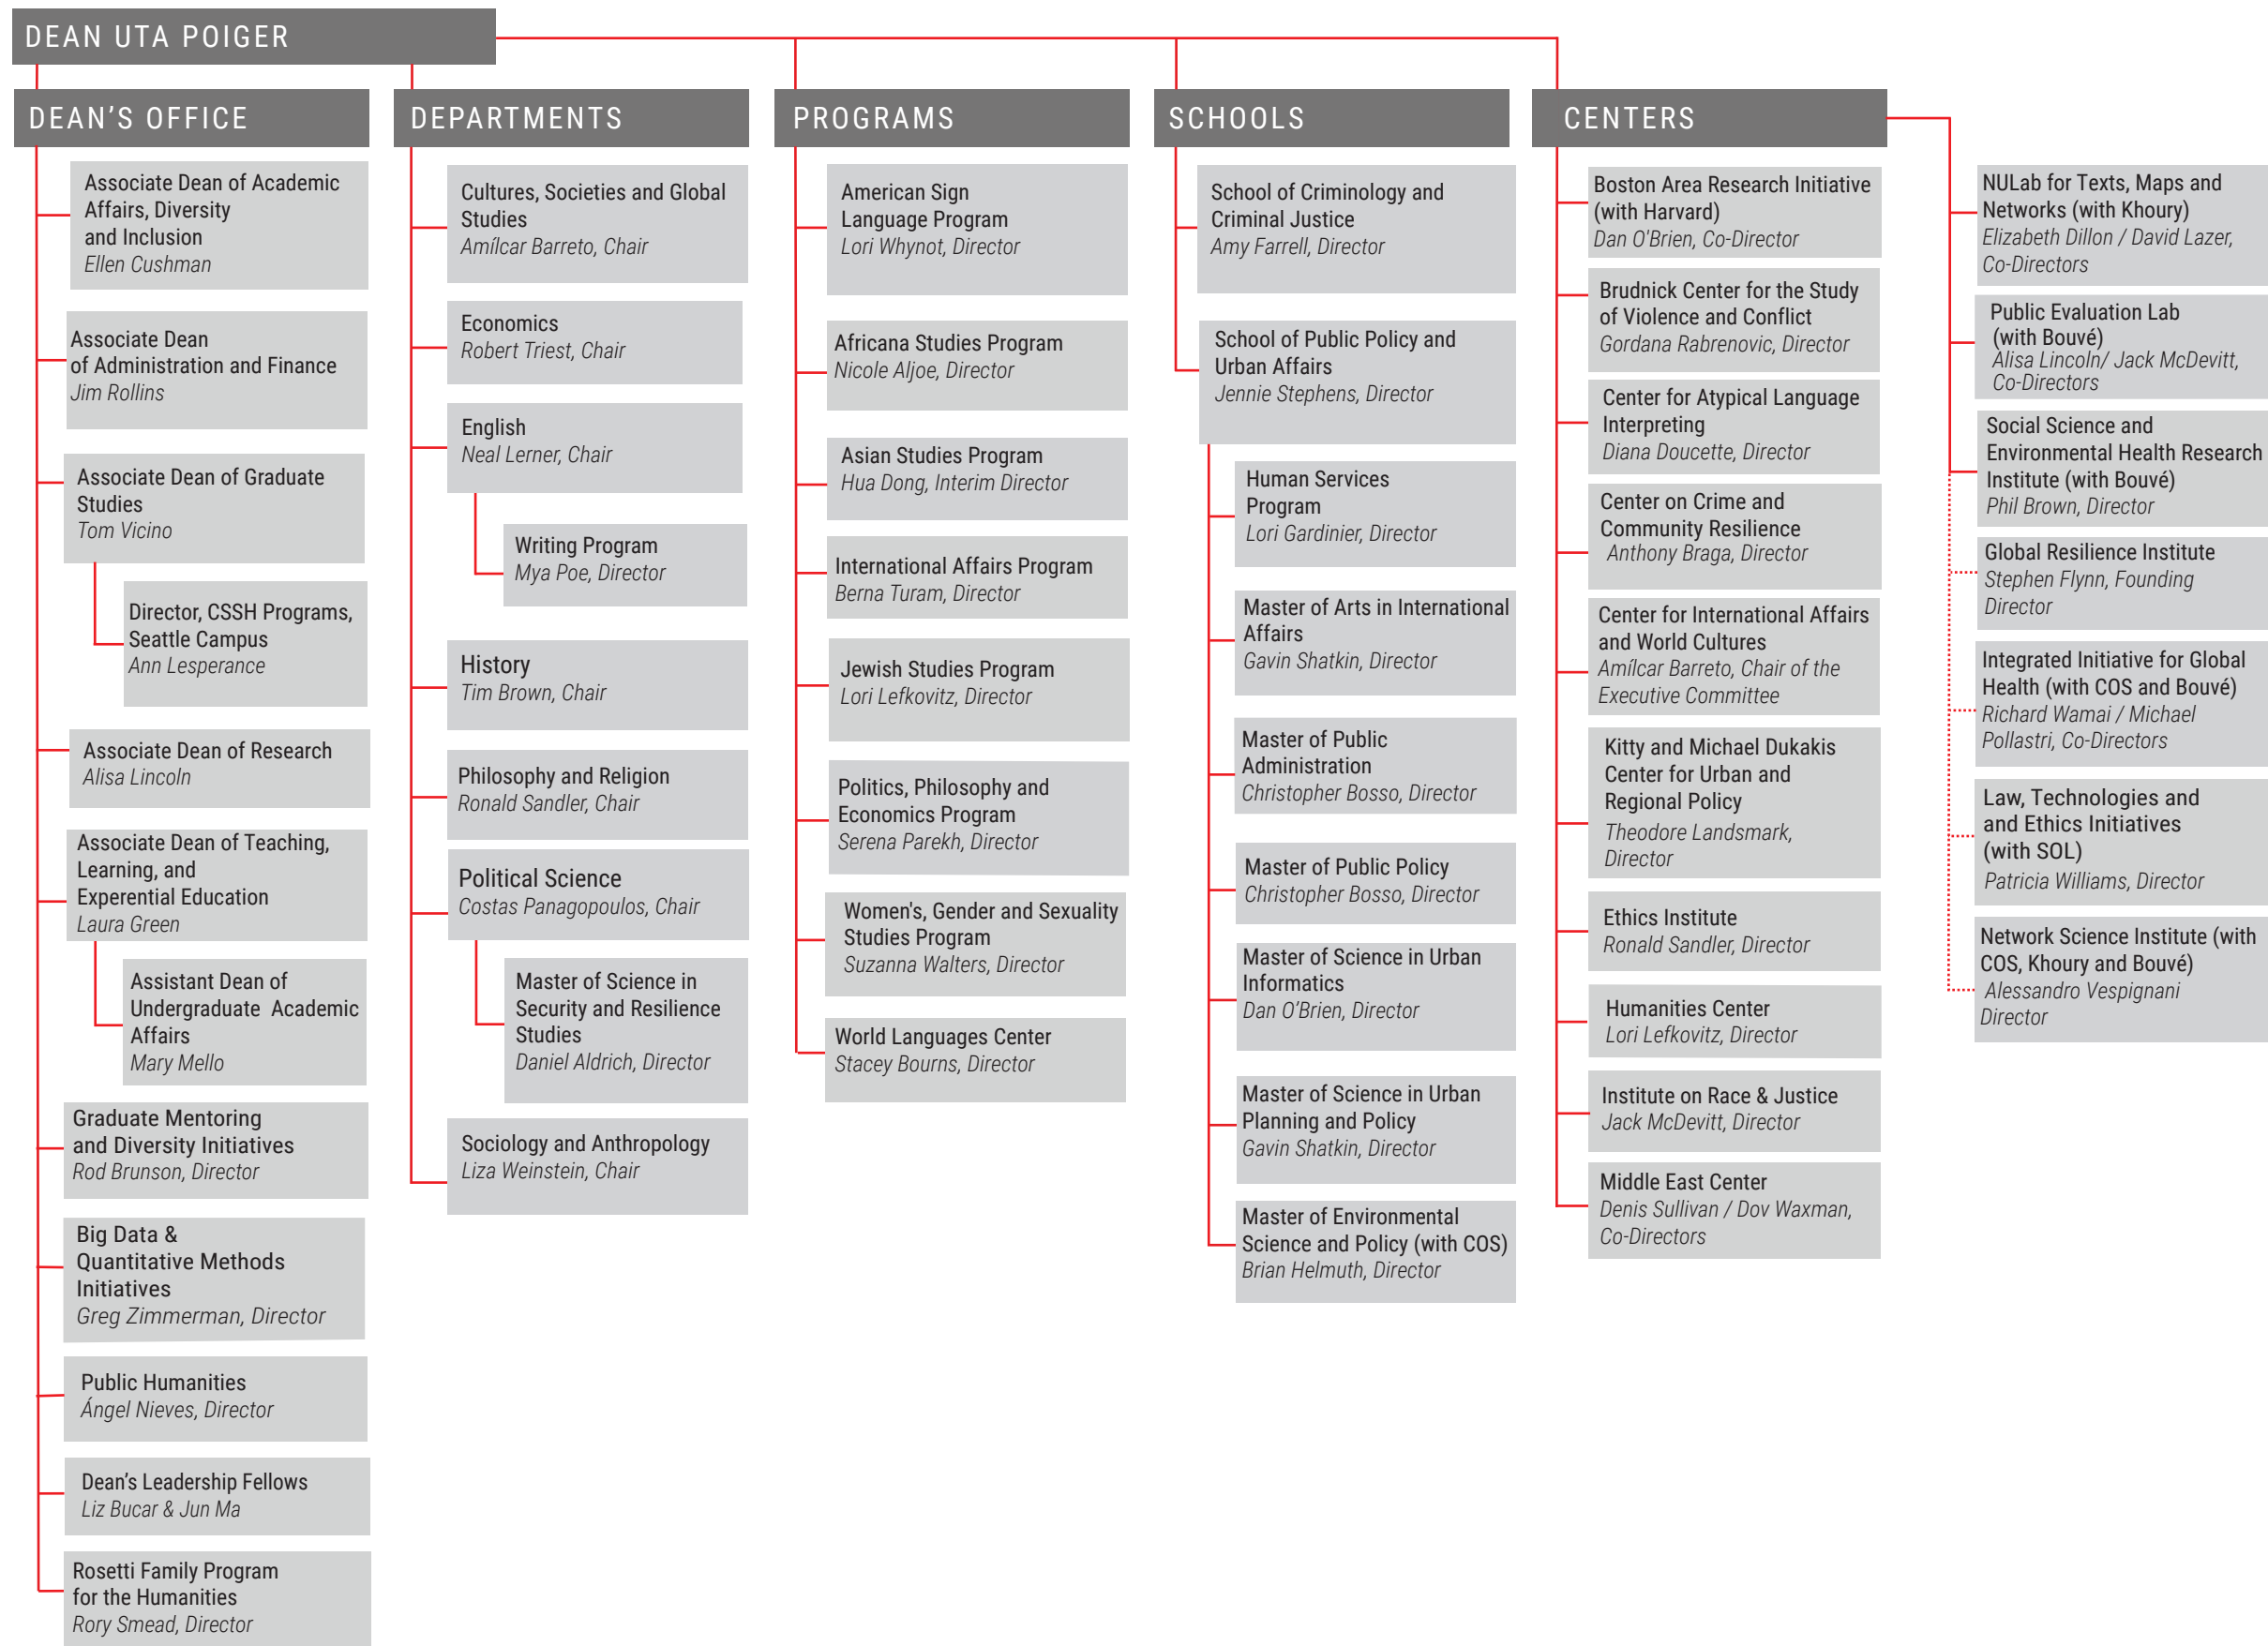 DEAN UTA POIGER
DEAN'S OFFICE
Associate Dean of Academic
Affairs, Diversity
and Inclusion
Ellen Cushman
Associate Dean
of Administration and Finance
Jim Rollins
Associate Dean of Graduate
Studies
Tom Vicino
Director, CSSH Programs,
Seattle Campus
Ann Lesperance
Associate Dean of Research
Alisa Lincoln
Associate Dean of Teaching,
Learning, and
Experential Education
Laura Green
Assistant Dean of
Undergraduate Academic
Affairs
Mary Mello
Graduate Mentoring
and Diversity Initiatives
Rod Brunson, Director
Big Data &
Quantitative Methods
Initiatives
Greg Zimmerman, Director
Public Humanities
Ángel Nieves, Director
Dean's Leadership Fellows
Liz Bucar & Jun Ma
Rosetti Family Program
for the Humanities
Rory Smead, Director
DEPARTMENTS
Cultures, Societies and Global
Studies
Amílcar Barreto, Chair
Economics
Robert Triest, Chair
English
Neal Lerner, Chair
Writing Program
Mya Poe, Director
History
Tim Brown, Chair
Philosophy and Religion
Ronald Sandler, Chair
Political Science
Costas Panagopoulos, Chair
Master of Science in
Security and Resilience
Studies
Daniel Aldrich, Director
Sociology and Anthropology
Liza Weinstein, Chair
PROGRAMS
American Sign
Language Program
Lori Whynot, Director
Africana Studies Program
Nicole Aljoe, Director
Asian Studies Program
Hua Dong, Interim Director
International Affairs Program
Berna Turam, Director
Jewish Studies Program
Lori Lefkovitz, Director
Politics, Philosophy and
Economics Program
Serena Parekh, Director
Women's, Gender and Sexuality
Studies Program
Suzanna Walters, Director
World Languages Center
Stacey Bourns, Director
SCHOOLS
School of Criminology and
Criminal Justice
Amy Farrell, Director
School of Public Policy and
Urban Affairs
Jennie Stephens, Director
Human Services
Program
Lori Gardinier, Director
Master of Arts in International
Affairs
Gavin Shatkin, Director
Master of Public
Administration
Christopher Bosso, Director
Master of Public Policy
Christopher Bosso, Director
Master of Science in Urban
Informatics
Dan O'Brien, Director
Master of Science in Urban
Planning and Policy
Gavin Shatkin, Director
Master of Environmental
Science and Policy (with COS)
Brian Helmuth, Director
CENTERS
Boston Area Research Initiative
(with Harvard)
Dan O'Brien, Co-Director
Brudnick Center for the Study
of Violence and Conflict
Gordana Rabrenovic, Director
Center for Atypical Language
Interpreting
Diana Doucette, Director
Center on Crime and
Community Resilience
Anthony Braga, Director
Center for International Affairs
and World Cultures
Amílcar Barreto, Chair of the
Executive Committee
Kitty and Michael Dukakis
Center for Urban and
Regional Policy
Theodore Landsmark,
Director
Ethics Institute
Ronald Sandler, Director
Humanities Center
Lori Lefkovitz, Director
Institute on Race & Justice
Jack McDevitt, Director
Middle East Center
Denis Sullivan / Dov Waxman,
Co-Directors
NULab for Texts, Maps and
Networks (with Khoury)
Elizabeth Dillon / David Lazer,
Co-Directors
Public Evaluation Lab
(with Bouvé)
Alisa Lincoln/ Jack McDevitt,
Co-Directors
Social Science and
Environmental Health Research
Institute (with Bouvé)
Phil Brown, Director
Global Resilience Institute
Stephen Flynn, Founding
Director
Integrated Initiative for Global
Health (with COS and Bouvé)
Richard Wamai / Michael
Pollastri, Co-Directors
Law, Technologies and
and Ethics Initiatives
(with SOL)
Patricia Williams, Director
Network Science Institute (with
COS, Khoury and Bouvé)
Alessandro Vespignani
Director